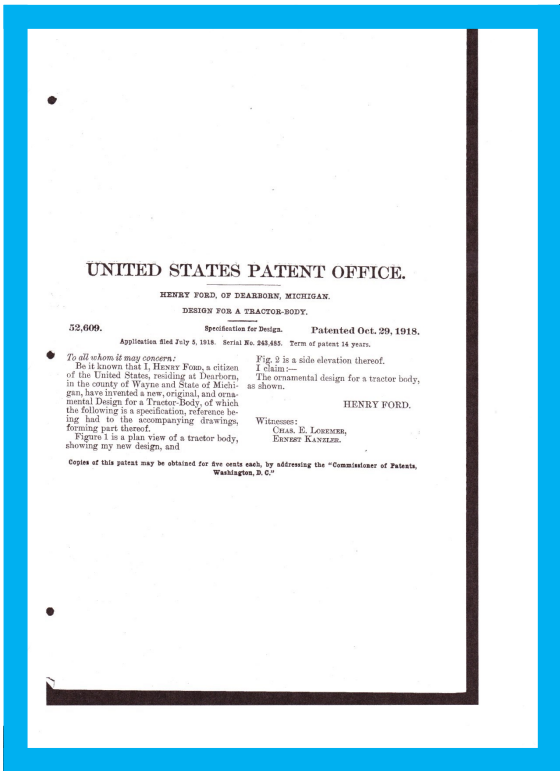 UNITED STATES PATENT OFFICE.
HENRY FORD, OF DEARBORN, MICHIGAN.
DESIGN FOR A TRACTOR-BODY.
52,609. Specification for Design. Patented Oct. 29, 1918.
Application filed July 5, 1918. Serial No. 243,485. Term of patent 14 years.
To all whom it may concern:
Be it known that I, HENRY FORD, a citizen
of the United States, residing at Dearborn,
in the county of Wayne and State of Michi-
gan, have invented a new, original, and orna-
mental Design for a Tractor-Body, of which
the following is a specification, reference be-
ing had to the accompanying drawings,
forming part thereof.
Figure 1 is a plan view of a tractor body,
showing my new design, and
Fig. 2 is a side elevation thereof.
I claim:—
The ornamental design for a tractor body,
as shown.
HENRY FORD.
Witnesses:
CHAS. E. LOREMER,
ERNEST KANZLER.
Copies of this patent may be obtained for five cents each, by addressing the "Commissioner of Patents,
Washington, D. C."